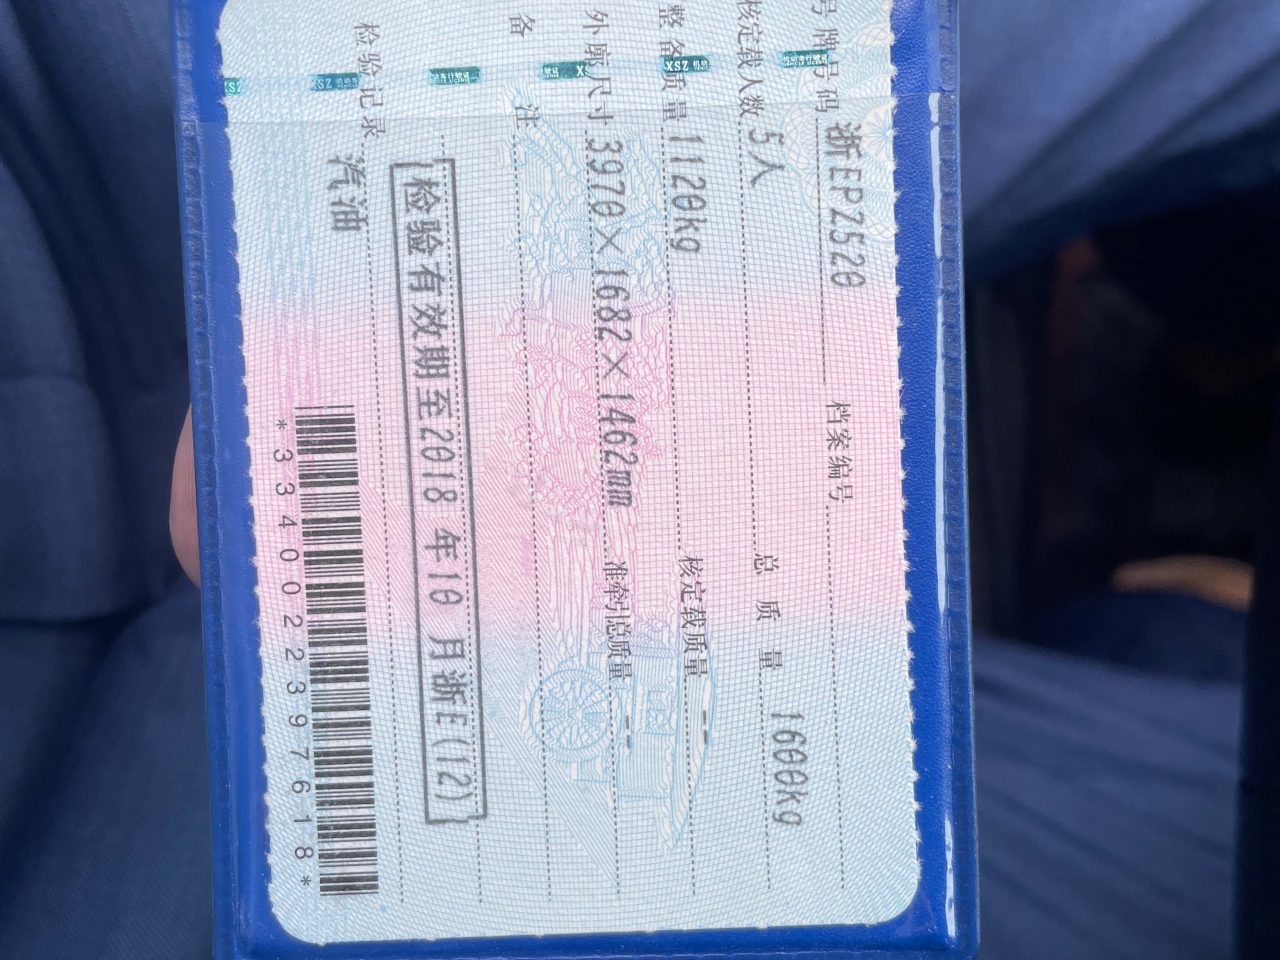 号牌号码 浙EPZ520 档案编号
核定载人数 5人 总质量 1600kg
整备质量 1120kg 核定载质量 --
外廓尺寸 3970×1682×1462mm 准牵引总质量 --
备注
检验有效期至2018年10月浙E(12)
检验记录
汽油
*3340022397618*